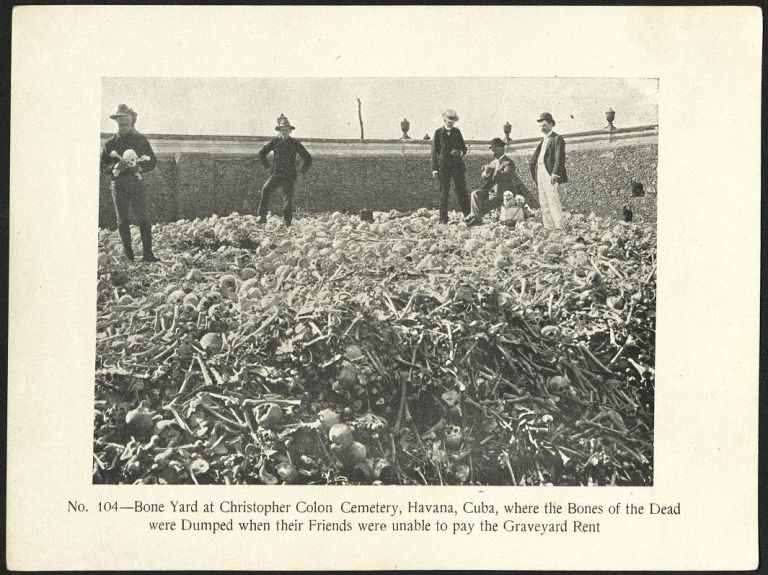 No. 104—Bone Yard at Christopher Colon Cemetery, Havana, Cuba, where the Bones of the Dead
were Dumped when their Friends were unable to pay the Graveyard Rent